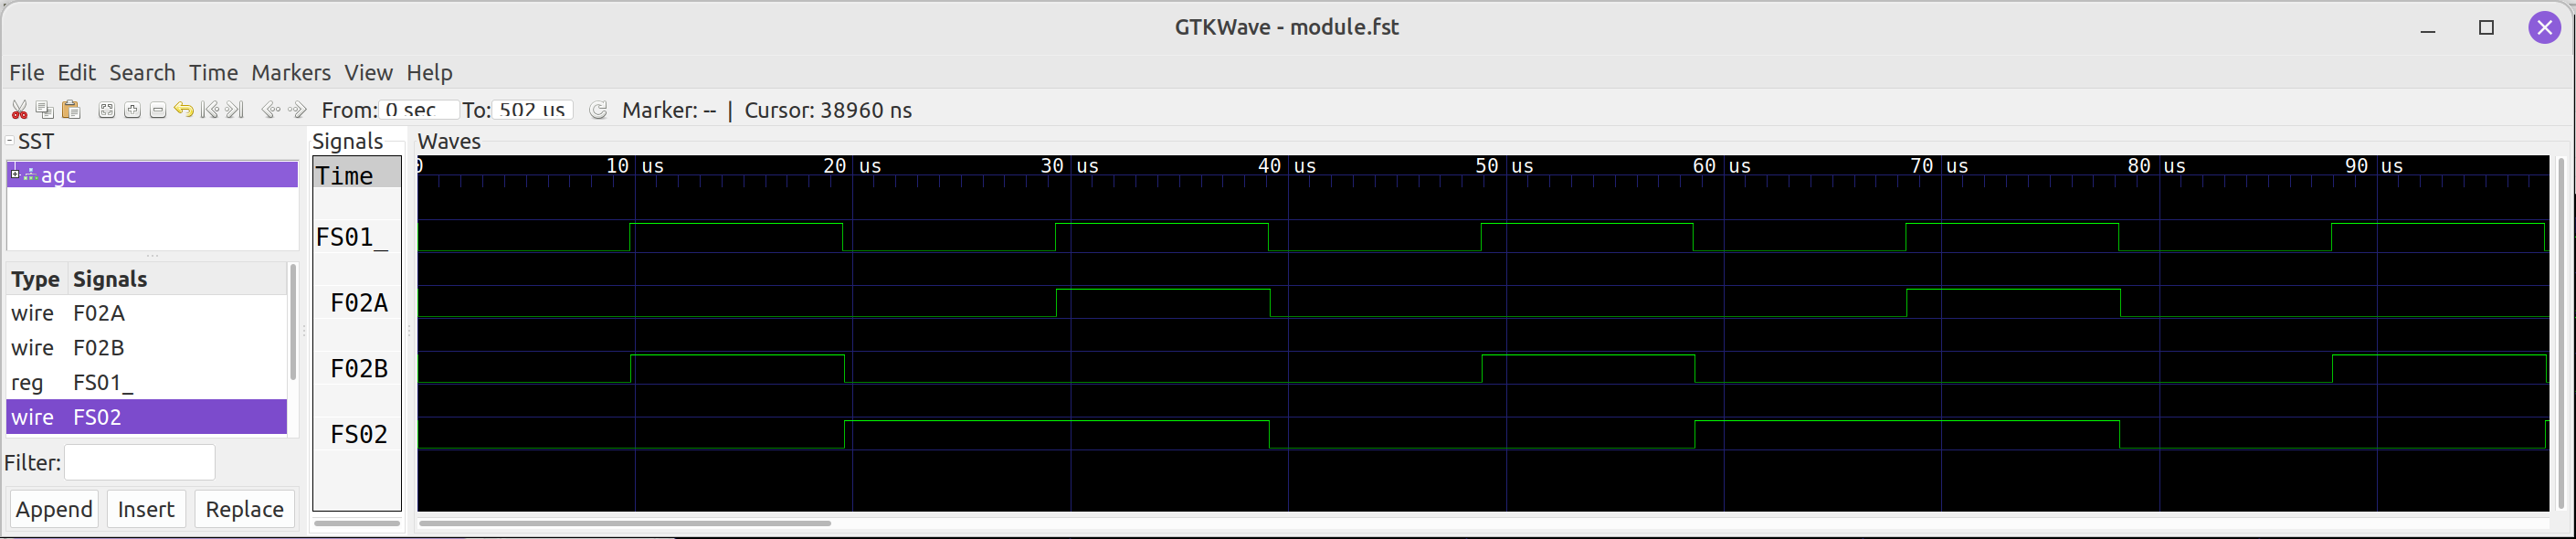 GTKWave - module.fst
File Edit Search Time Markers View Help
From: 0 sec To: 502 us Marker: -- | Cursor: 38960 ns
SST
agc
Type Signals
wire F02A
wire F02B
reg FS01_
wire FS02
Filter:
Append Insert Replace
Signals
Time
FS01_
F02A
F02B
FS02
Waves
0 10 us 20 us 30 us 40 us 50 us 60 us 70 us 80 us 90 us